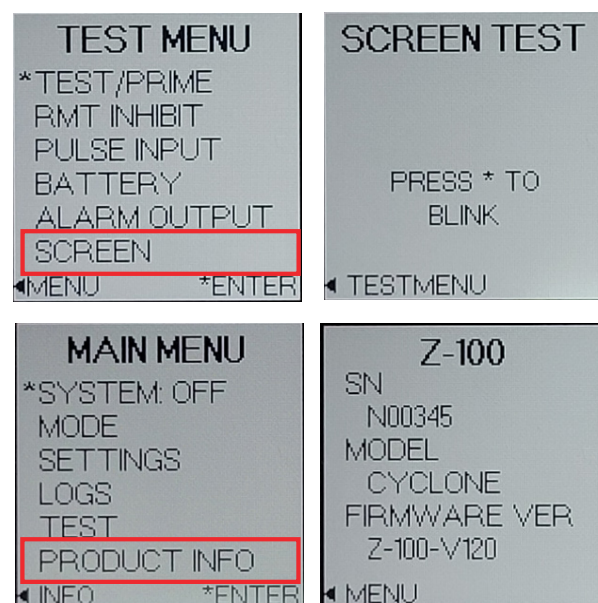 TEST MENU
*TEST/PRIME
RMT INHIBIT
PULSE INPUT
BATTERY
ALARM OUTPUT
SCREEN
◀MENU *ENTER
SCREEN TEST
PRESS * TO
BLINK
◀ TESTMENU
MAIN MENU
*SYSTEM: OFF
MODE
SETTINGS
LOGS
TEST
PRODUCT INFO
◀ INFO *ENTER
Z-100
SN
N00345
MODEL
CYCLONE
FIRMWARE VER
Z-100-V120
◀ MENU